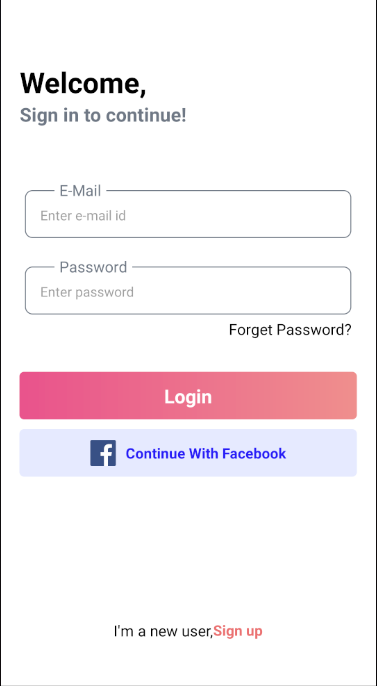 Welcome,
Sign in to continue!
E-Mail
Enter e-mail id
Password
Enter password
Forget Password?
Login
Continue With Facebook
I'm a new user,Sign up